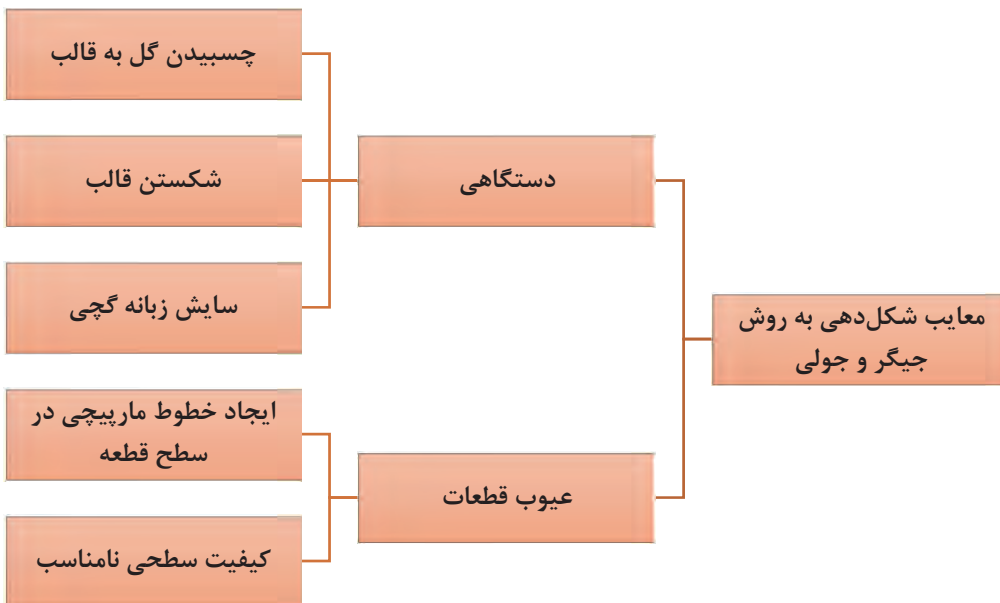 معایب شکل‌دهی به روش
جیگر و جولی
دستگاهی
چسبیدن گل به قالب
شکستن قالب
سایش زبانه گچی
عیوب قطعات
ایجاد خطوط مارپیچی در
سطح قطعه
کیفیت سطحی نامناسب